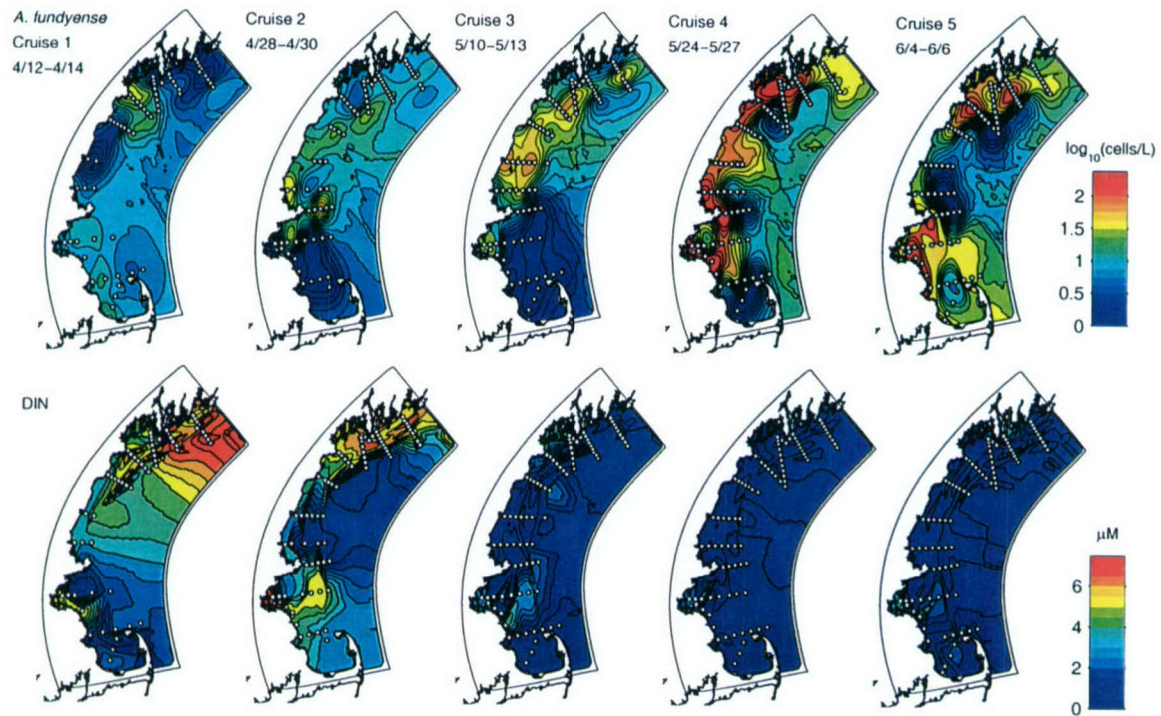 A. fundyense
Cruise 1
4/12–4/14
Cruise 2
4/28–4/30
Cruise 3
5/10–5/13
Cruise 4
5/24–5/27
Cruise 5
6/4–6/6
log10(cells/L)
2
1.5
1
0.5
0
DIN
μM
6
4
2
0